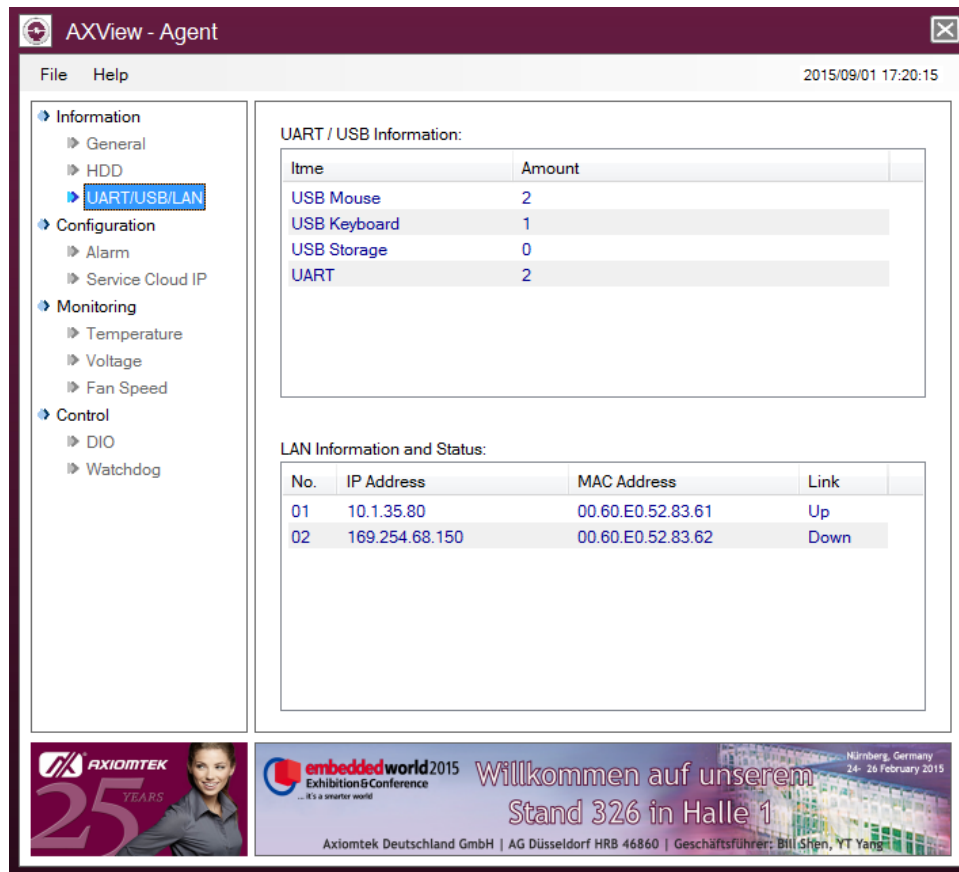 AXView - Agent
File Help 2015/09/01 17:20:15
Information
General
HDD
UART/USB/LAN
Configuration
Alarm
Service Cloud IP
Monitoring
Temperature
Voltage
Fan Speed
Control
DIO
Watchdog
UART / USB Information:
Itme Amount
USB Mouse 2
USB Keyboard 1
USB Storage 0
UART 2
LAN Information and Status:
No. IP Address MAC Address Link
01 10.1.35.80 00.60.E0.52.83.61 Up
02 169.254.68.150 00.60.E0.52.83.62 Down
AXIOMTEK
25
YEARS
embeddedworld2015
Exhibition&Conference
... it's a smarter world
Willkommen auf unserem
Stand 326 in Halle 1
Nürnberg, Germany
24- 26 February 2015
Axiomtek Deutschland GmbH | AG Düsseldorf HRB 46860 | Geschäftsführer: Bill Shen, YT Yang